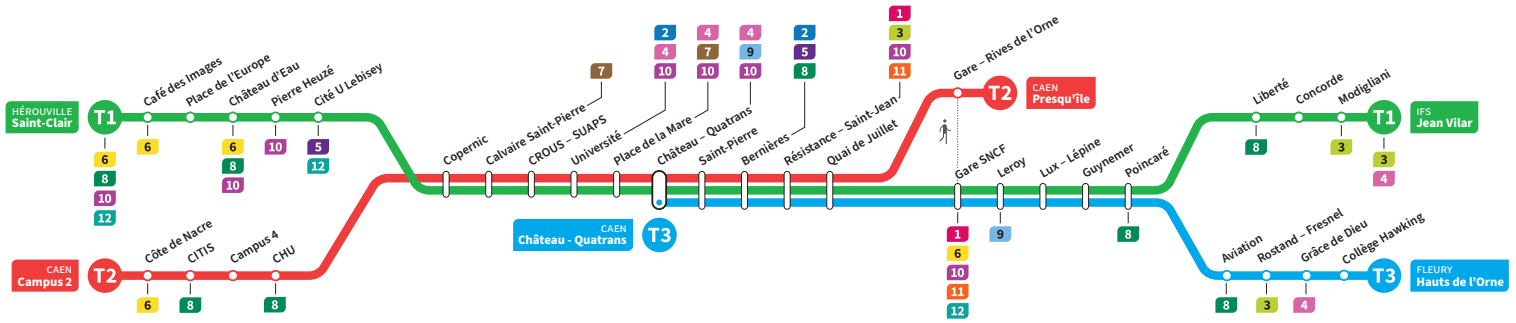 HÉROUVILLE
Saint-Clair
T1
6
8
10
12
Café des Images
6
Place de l'Europe
Château d'Eau
6
8
10
Pierre Heuzé
10
Cité U Lebisey
5
12
CAEN
Campus 2
T2
Côte de Nacre
6
CITIS
8
Campus 4
CHU
8
Copernic
Calvaire Saint-Pierre
7
CROUS – SUAPS
Université
2
4
10
Place de la Mare
4
7
10
Château – Quatrans
4
9
10
CAEN
Château - Quatrans
T3
Saint-Pierre
Bernières
2
5
8
Résistance – Saint-Jean
1
3
10
11
Quai de Juillet
Gare – Rives de l'Orne
T2
CAEN
Presqu'île
Gare SNCF
1
6
10
11
12
Leroy
9
Lux – Lépine
Guynemer
Poincaré
8
Liberté
8
Concorde
Modigliani
3
T1
3
4
IFS
Jean Vilar
Aviation
8
Rostand – Fresnel
3
Grâce de Dieu
4
Collège Hawking
T3
FLEURY
Hauts de l'Orne